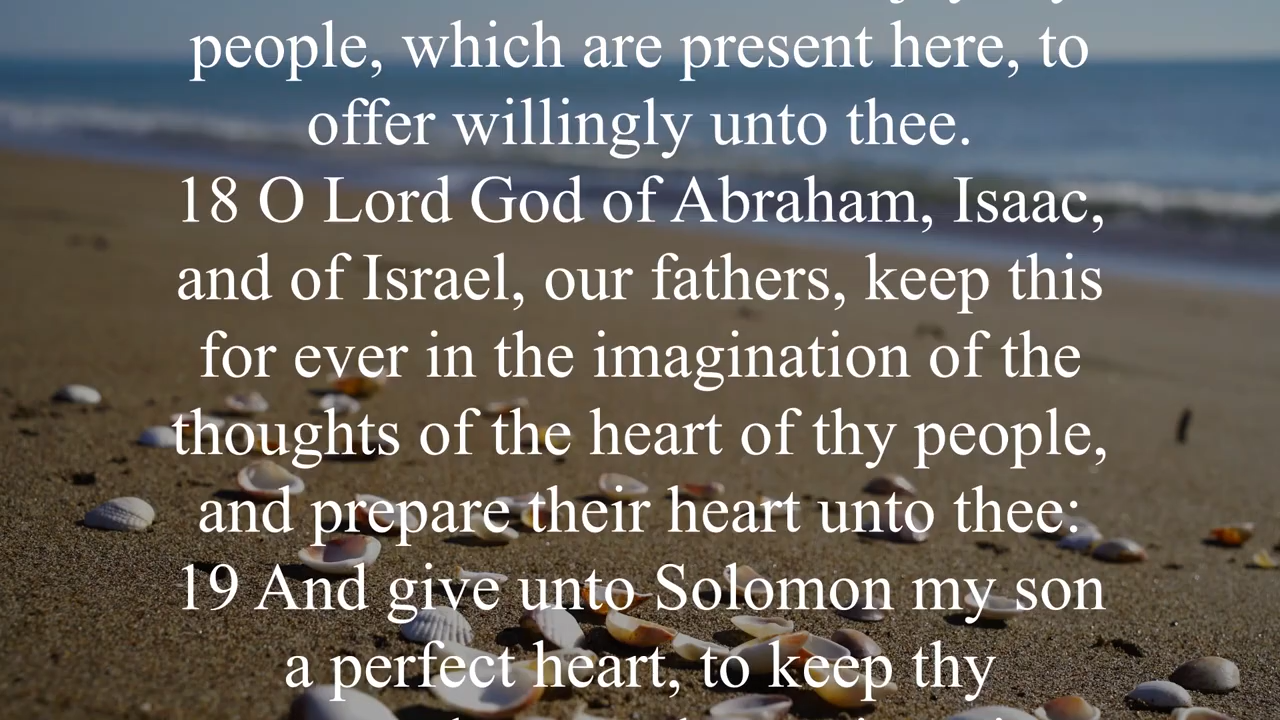 people, which are present here, to
offer willingly unto thee.
18 O Lord God of Abraham, Isaac,
and of Israel, our fathers, keep this
for ever in the imagination of the
thoughts of the heart of thy people,
and prepare their heart unto thee:
19 And give unto Solomon my son
a perfect heart, to keep thy